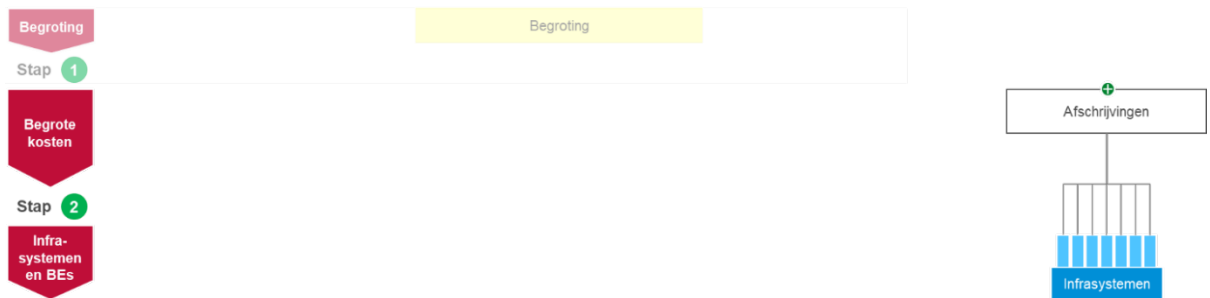 Begroting
Begroting
Stap 1
Begrote
kosten
Afschrijvingen
Stap 2
Infra-
systemen
en BEs
Infrasystemen